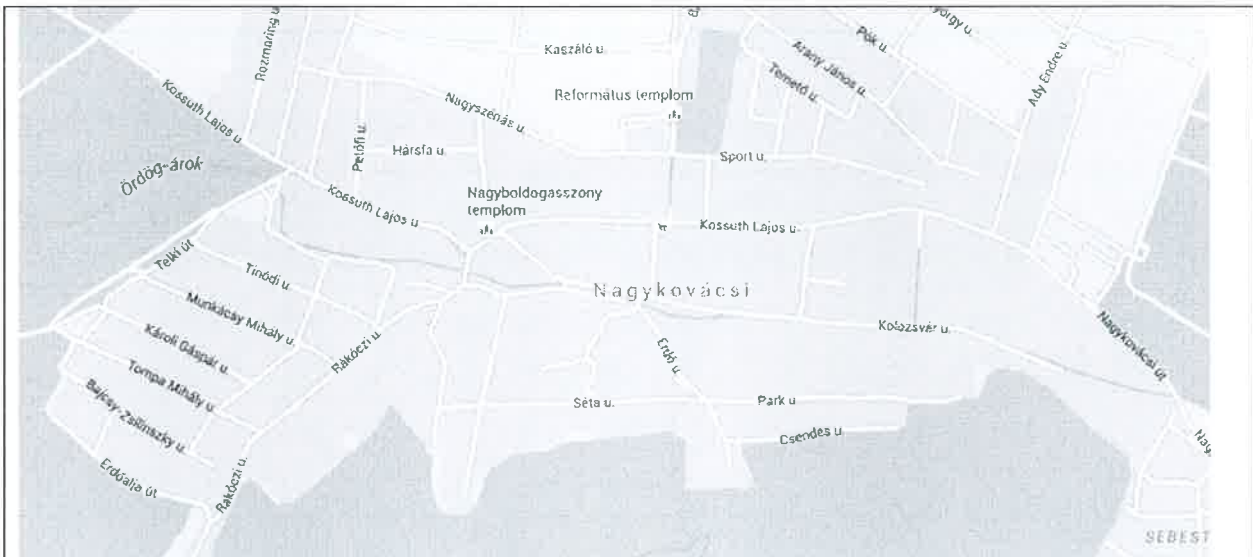 Rozmaring u
Kossuth Lajos u
Ördög-árok
Kaszáló u.
Református templom
Nagyszénás u.
Petőfi u.
Hársfa u.
Kossuth Lajos u
Nagyboldogasszony
templom
Pók u.
Arany János u.
Temető u.
Ady Endre u.
Sport u.
Kossuth Lajos u.
Telki út
Tinódi u.
Munkácsy Mihály u.
Károli Gáspár u.
Tompa Mihály u.
Bajcsy-Zsilinszky u.
Erdőalja út
Rákóczi u.
Rákóczi u.
Nagykovácsi
Erdő u.
Kolozsvár u.
Nagykovácsi út
Séta u.
Park u
Csendes u.
Nag
SEBEST